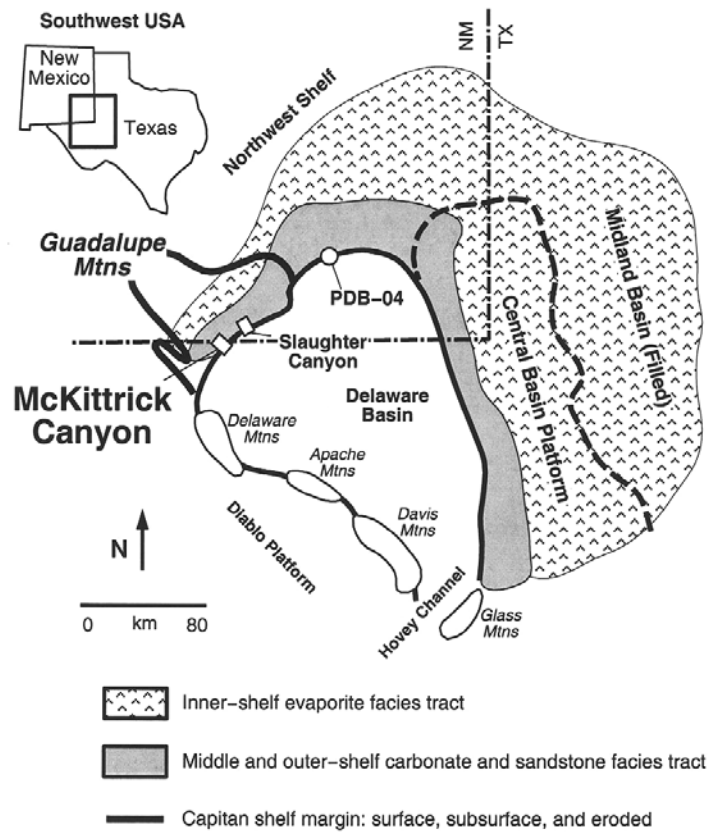 Southwest USA
New
Mexico
Texas
NM
TX
Northwest Shelf
Guadalupe
Mtns
PDB-04
Slaughter
Canyon
McKittrick
Canyon
Delaware
Basin
Central Basin Platform
Midland Basin (Filled)
Delaware
Mtns
Apache
Mtns
Davis
Mtns
Diablo Platform
Hovey Channel
Glass
Mtns
N
0 km 80
Inner-shelf evaporite facies tract
Middle and outer-shelf carbonate and sandstone facies tract
Capitan shelf margin: surface, subsurface, and eroded